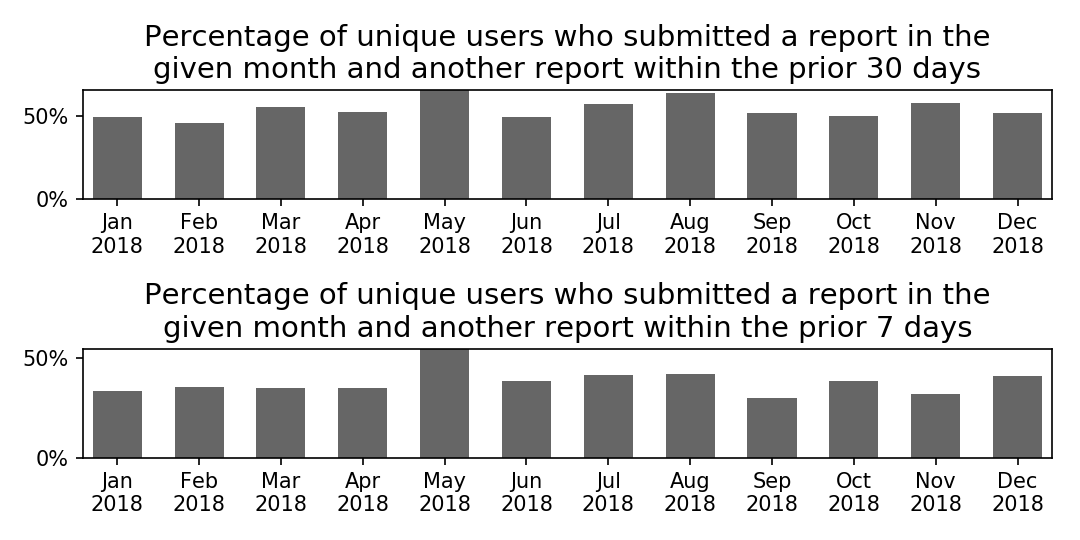 Percentage of unique users who submitted a report in the
given month and another report within the prior 30 days
50%
0%
Jan Feb Mar Apr May Jun Jul Aug Sep Oct Nov Dec
2018 2018 2018 2018 2018 2018 2018 2018 2018 2018 2018 2018
Percentage of unique users who submitted a report in the
given month and another report within the prior 7 days
50%
0%
Jan Feb Mar Apr May Jun Jul Aug Sep Oct Nov Dec
2018 2018 2018 2018 2018 2018 2018 2018 2018 2018 2018 2018